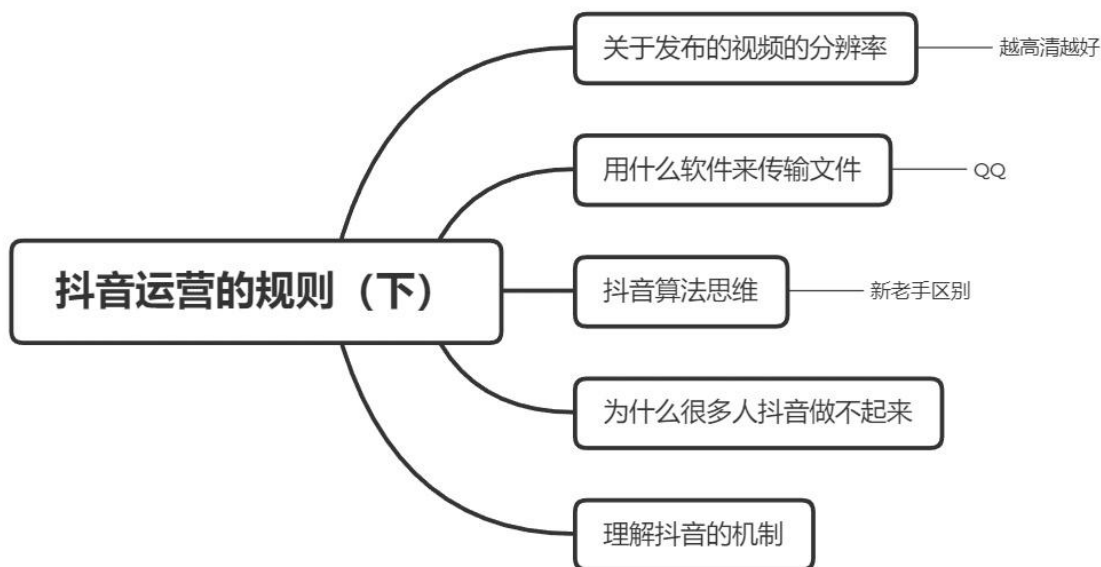 关于发布的视频的分辨率
越高清越好
用什么软件来传输文件
QQ
抖音运营的规则（下）
抖音算法思维
新老手区别
为什么很多人抖音做不起来
理解抖音的机制